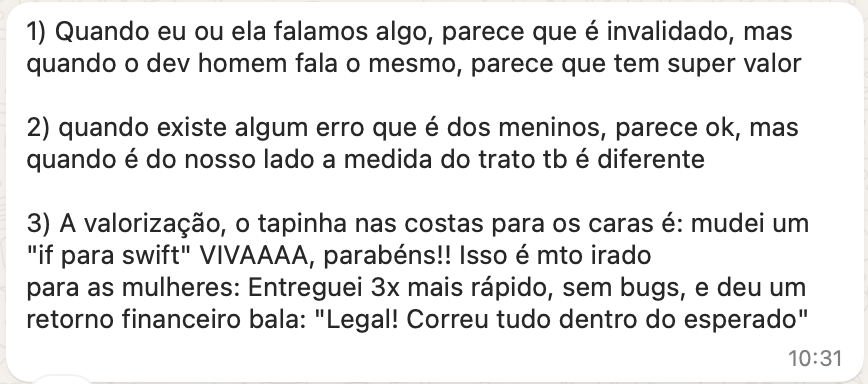 1) Quando eu ou ela falamos algo, parece que é invalidado, mas
quando o dev homem fala o mesmo, parece que tem super valor
2) quando existe algum erro que é dos meninos, parece ok, mas
quando é do nosso lado a medida do trato tb é diferente
3) A valorização, o tapinha nas costas para os caras é: mudei um
"if para swift" VIVAAAA, parabéns!! Isso é mto irado
para as mulheres: Entreguei 3x mais rápido, sem bugs, e deu um
retorno financeiro bala: "Legal! Correu tudo dentro do esperado"
10:31